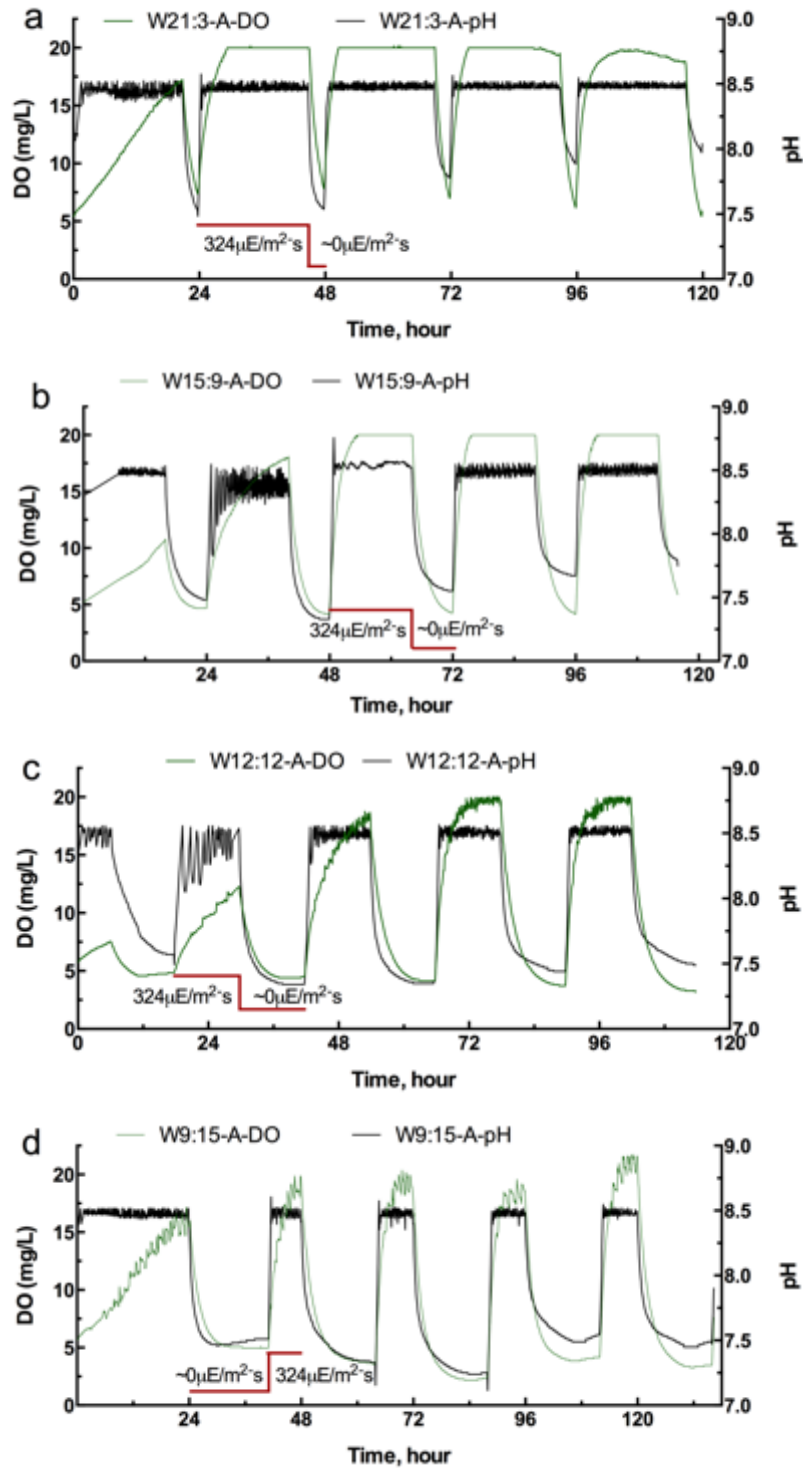 a
W21:3-A-DO W21:3-A-pH
DO (mg/L)
20
15
10
5
0
9.0
8.5
8.0
7.5
7.0
pH
324μE/m²-s ~0μE/m²-s
0 24 48 72 96 120
Time, hour
b
W15:9-A-DO W15:9-A-pH
DO (mg/L)
20
15
10
5
0
9.0
8.5
8.0
7.5
7.0
pH
324μE/m²-s ~0μE/m²-s
24 48 72 96 120
Time, hour
c
W12:12-A-DO W12:12-A-pH
DO (mg/L)
20
15
10
5
0
9.0
8.5
8.0
7.5
7.0
pH
324μE/m²-s ~0μE/m²-s
0 24 48 72 96 120
Time, hour
d
W9:15-A-DO W9:15-A-pH
DO (mg/L)
20
15
10
5
0
9.0
8.5
8.0
7.5
7.0
pH
~0μE/m²-s 324μE/m²-s
0 24 48 72 96 120
Time, hour